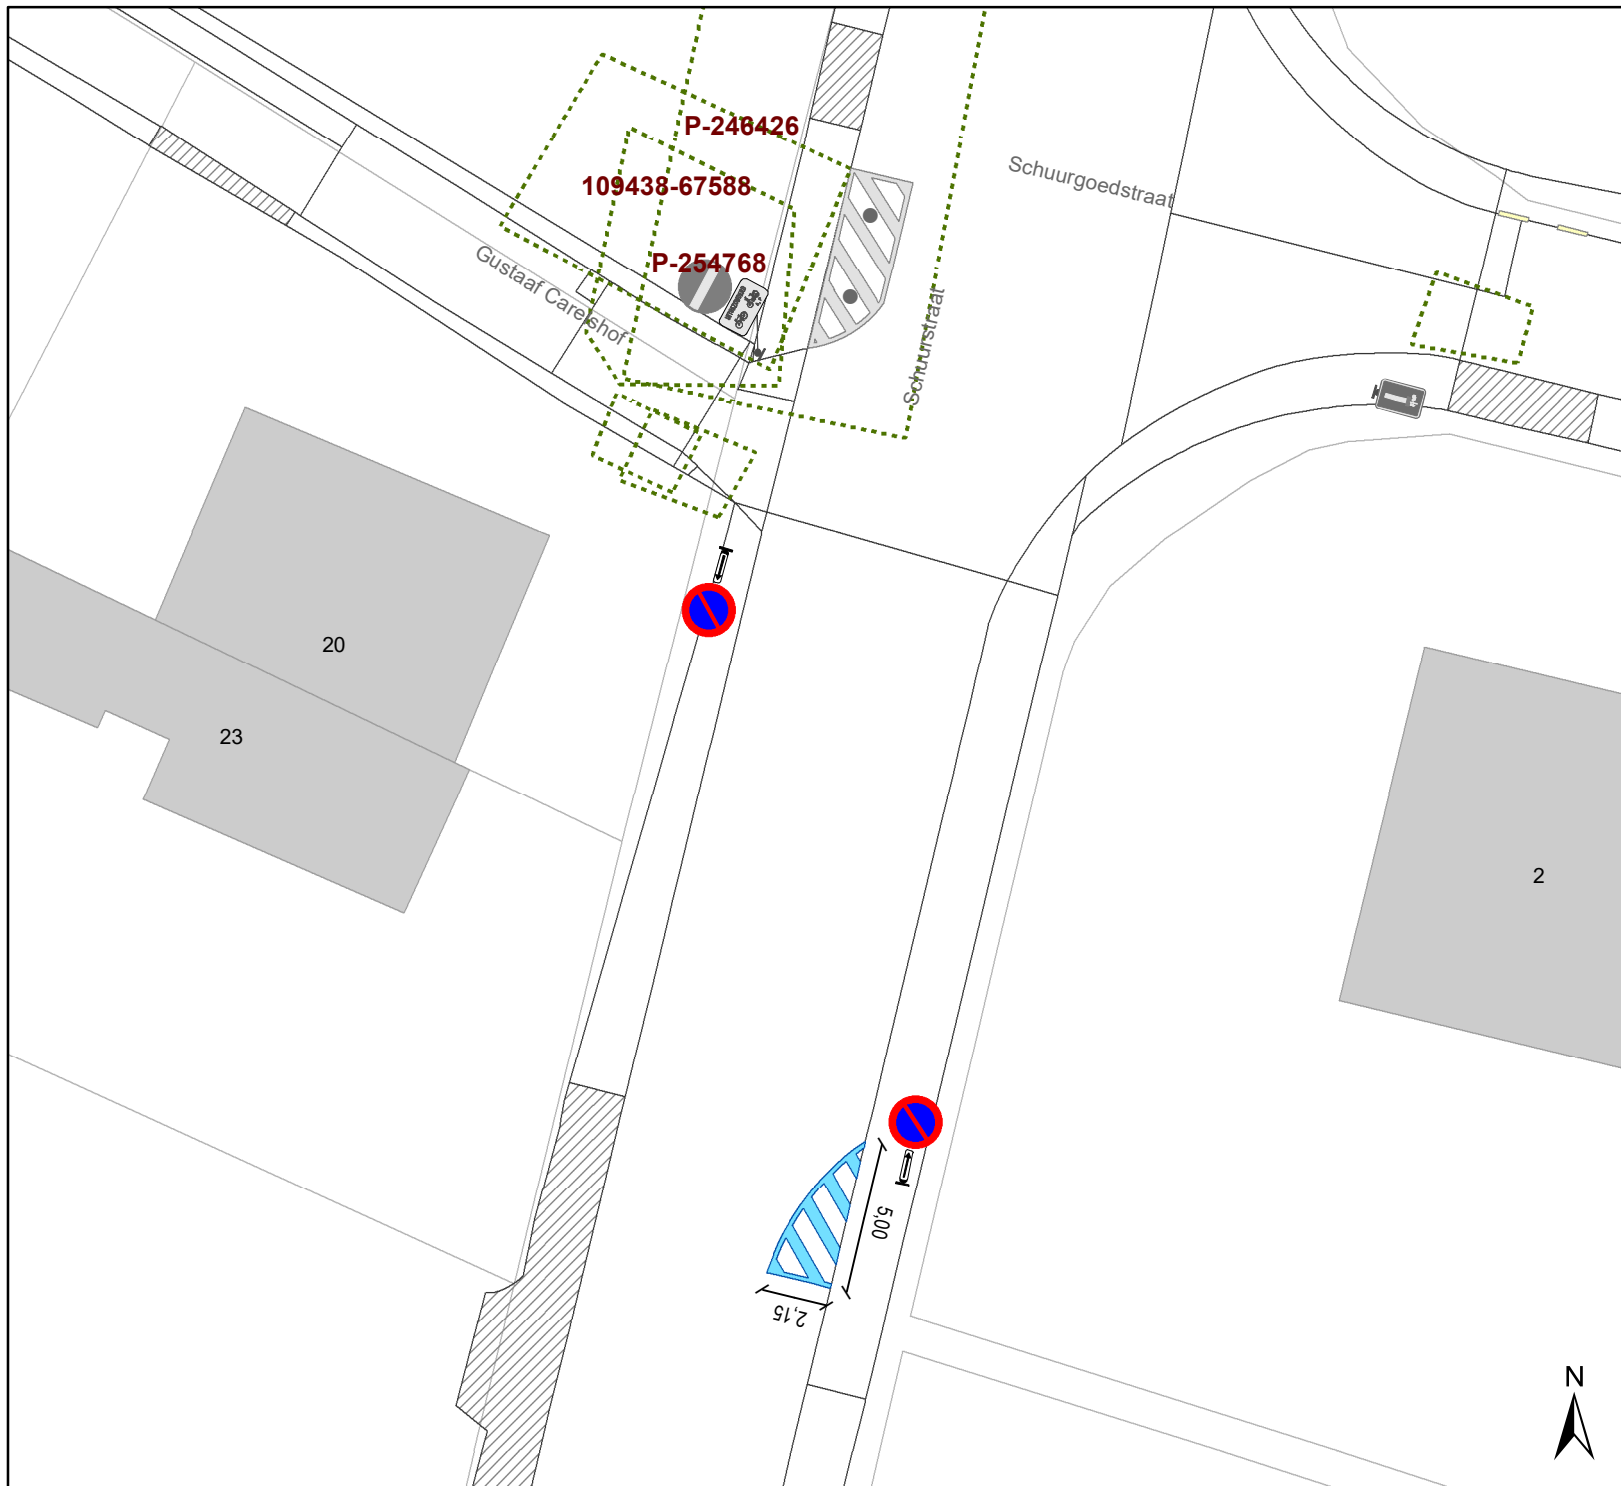 P-246426
109438-67588
P-254768
Schuurgoedstraat
Gustaaf Carelshof
Schuurstraat
20
23
2
5,00
2,15
N